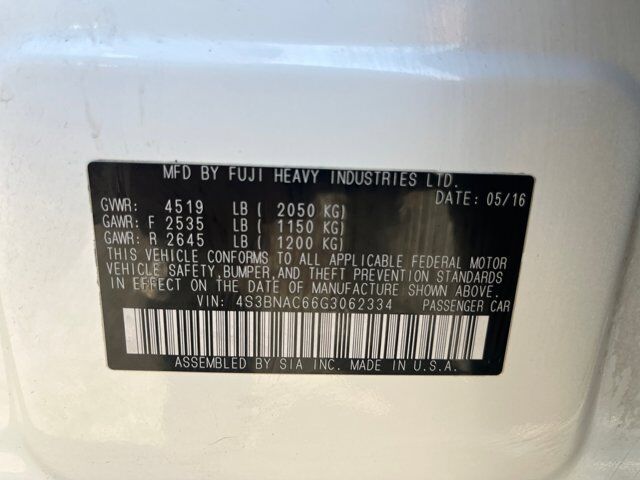 MFD BY FUJI HEAVY INDUSTRIES LTD.
DATE: 05/16
GVWR: 4519 LB ( 2050 KG)
GAWR: F 2535 LB ( 1150 KG)
GAWR: R 2645 LB ( 1200 KG)
THIS VEHICLE CONFORMS TO ALL APPLICABLE FEDERAL MOTOR
VEHICLE SAFETY,BUMPER,AND THEFT PREVENTION STANDARDS
IN EFFECT ON THE DATE OF MANUFACTURE SHOWN ABOVE.
VIN: 4S3BNAC66G3062334 PASSENGER CAR
ASSEMBLED BY SIA INC. MADE IN U.S.A.